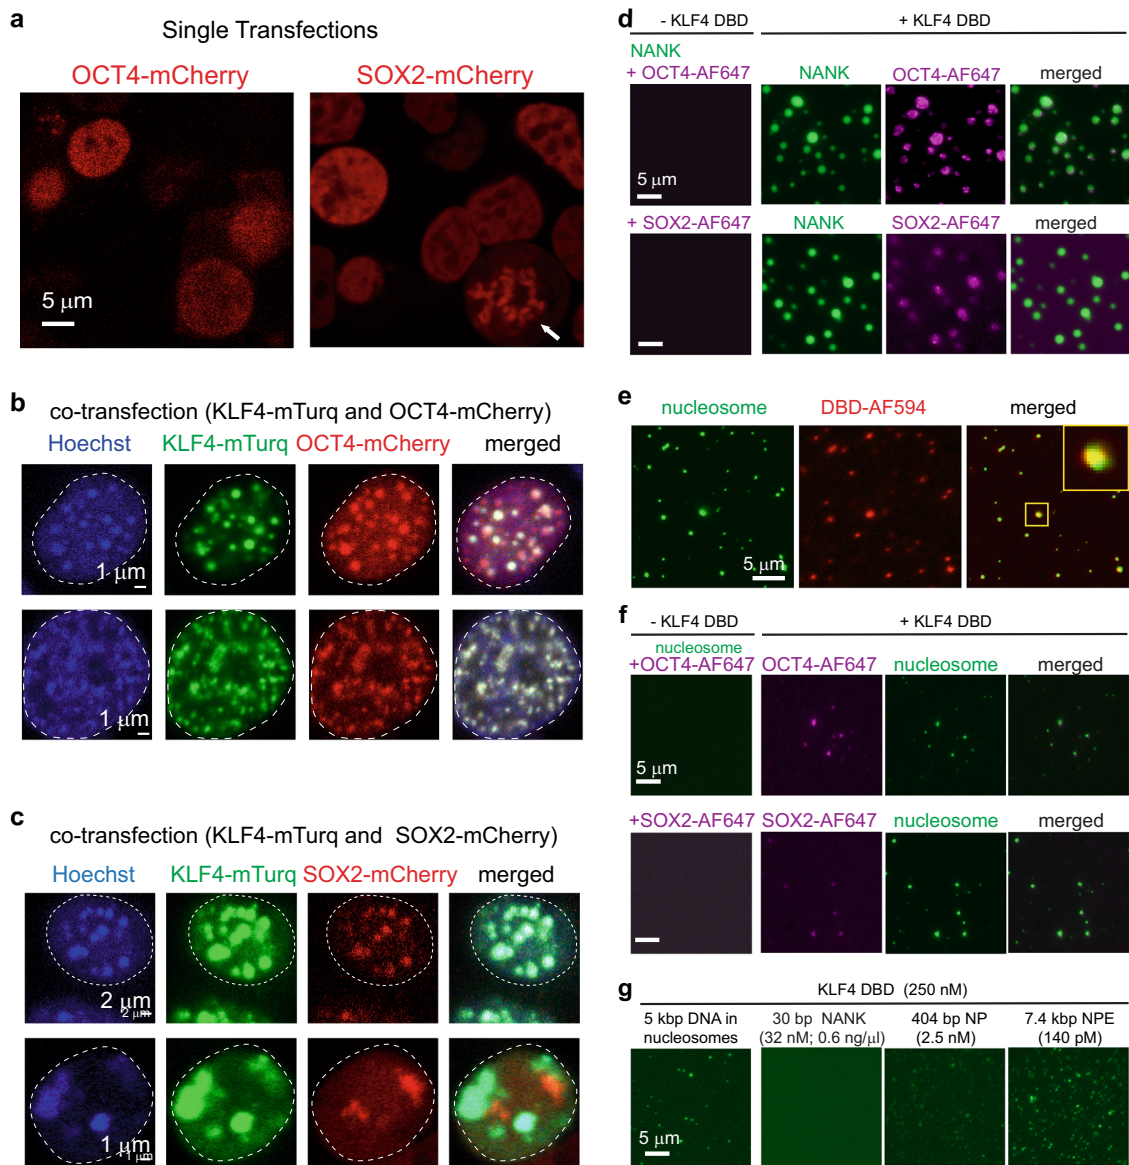 a
Single Transfections
OCT4-mCherry
SOX2-mCherry
5 μm
b
co-transfection (KLF4-mTurq and OCT4-mCherry)
Hoechst
KLF4-mTurq
OCT4-mCherry
merged
1 μm
1 μm
c
co-transfection (KLF4-mTurq and SOX2-mCherry)
Hoechst
KLF4-mTurq
SOX2-mCherry
merged
2 μm
2 μm
1 μm
1 μm
d
- KLF4 DBD
+ KLF4 DBD
NANK
+ OCT4-AF647
NANK
OCT4-AF647
merged
5 μm
+ SOX2-AF647
NANK
SOX2-AF647
merged
e
nucleosome
DBD-AF594
merged
5 μm
f
- KLF4 DBD
+ KLF4 DBD
nucleosome
+OCT4-AF647
OCT4-AF647
nucleosome
merged
5 μm
+SOX2-AF647
SOX2-AF647
nucleosome
merged
g
KLF4 DBD (250 nM)
5 kbp DNA in
nucleosomes
30 bp NANK
(32 nM; 0.6 ng/μl)
404 bp NP
(2.5 nM)
7.4 kbp NPE
(140 pM)
5 μm